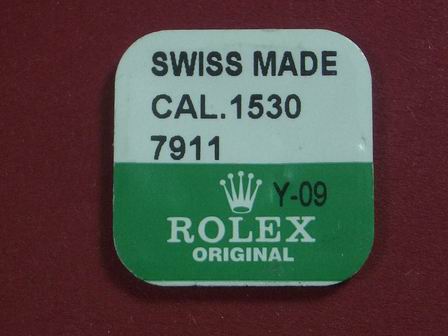 SWISS MADE
CAL.1530
7911
Y-09
ROLEX
ORIGINAL